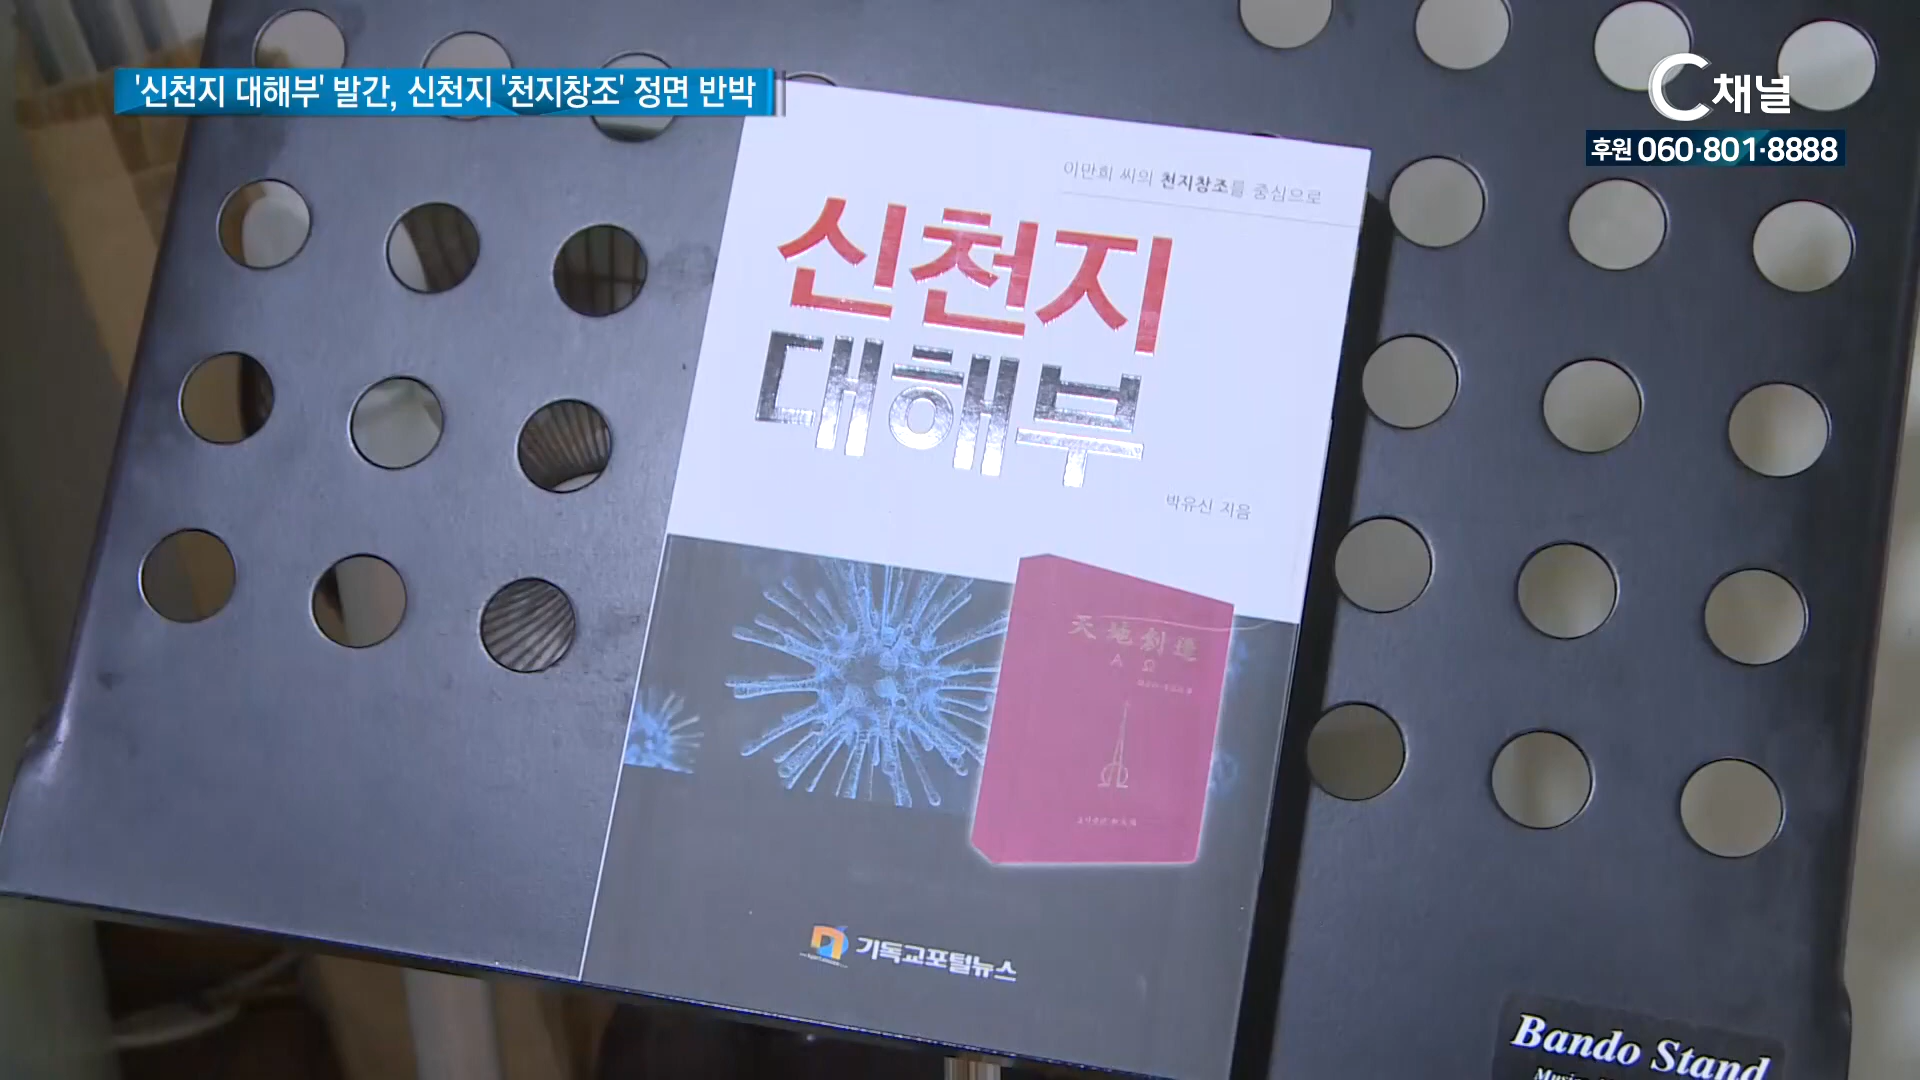 '신천지 대해부' 발간, 신천지 '천지창조' 정면 반박
C채널
후원 060·801·8888
이만희 씨의 천지창조를 중심으로
신천지
대해부
박유신 지음
天地創造
A Ω
기독교포털뉴스
Bando Stand